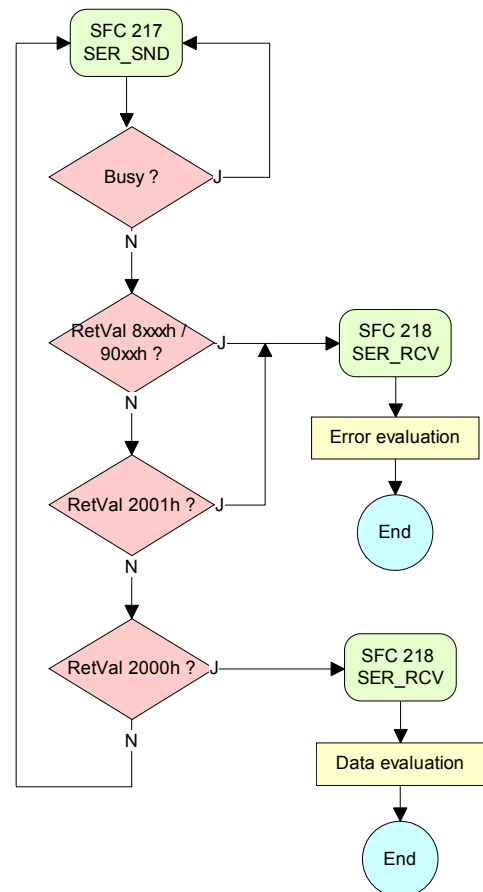 SFC 217
SER_SND
Busy ?
J
N
RetVal 8xxxh /
90xxh ?
J
SFC 218
SER_RCV
N
Error evaluation
RetVal 2001h ?
J
End
N
RetVal 2000h ?
J
SFC 218
SER_RCV
N
Data evaluation
End